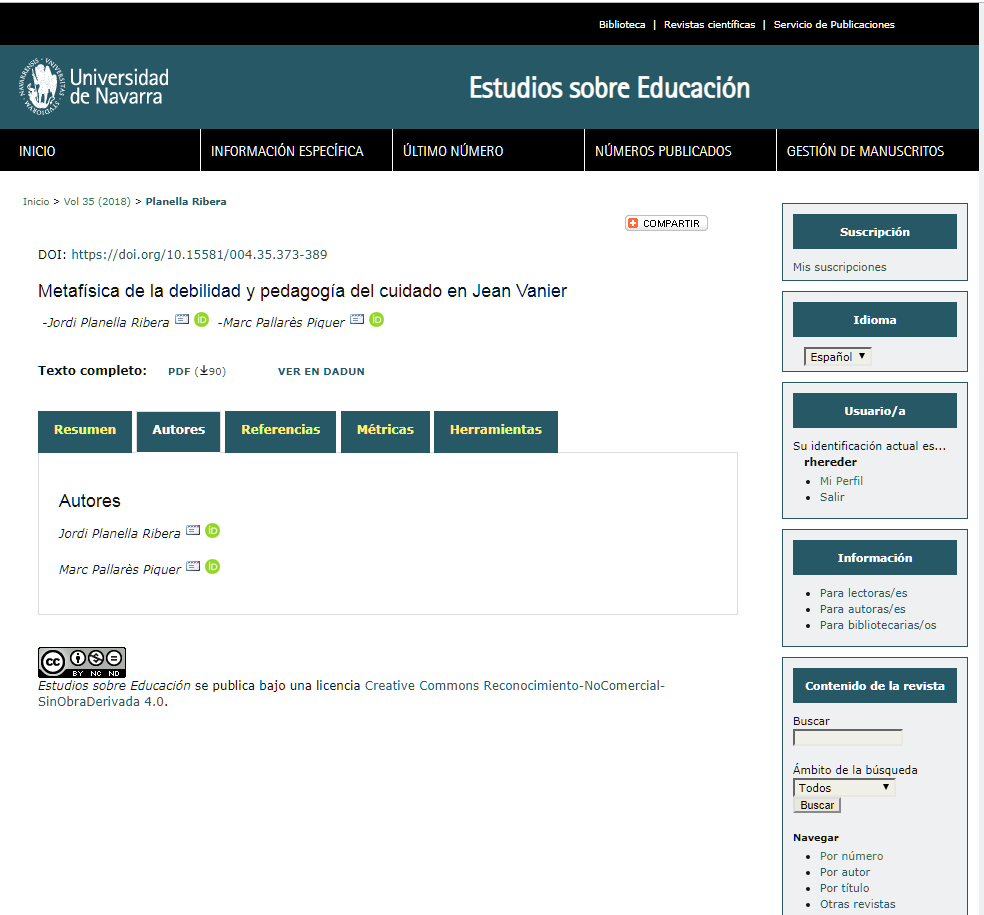 Biblioteca | Revistas científicas | Servicio de Publicaciones
Universidad
de Navarra
Estudios sobre Educación
INICIO
INFORMACIÓN ESPECÍFICA
ÚLTIMO NÚMERO
NÚMEROS PUBLICADOS
GESTIÓN DE MANUSCRITOS
Inicio > Vol 35 (2018) > Planella Ribera
COMPARTIR
DOI: https://doi.org/10.15581/004.35.373-389
Metafísica de la debilidad y pedagogía del cuidado en Jean Vanier
-Jordi Planella Ribera iD -Marc Pallarès Piquer iD
Texto completo: PDF (90) VER EN DADUN
Resumen
Autores
Referencias
Métricas
Herramientas
Autores
Jordi Planella Ribera iD
Marc Pallarès Piquer iD
cc BY NC ND
Estudios sobre Educación se publica bajo una licencia Creative Commons Reconocimiento-NoComercial-
SinObraDerivada 4.0.
Suscripción
Mis suscripciones
Idioma
Español
Usuario/a
Su identificación actual es...
rhereder
Mi Perfil
Salir
Información
Para lectoras/es
Para autoras/es
Para bibliotecarias/os
Contenido de la revista
Buscar
Ámbito de la búsqueda
Todos
Buscar
Navegar
Por número
Por autor
Por título
Otras revistas